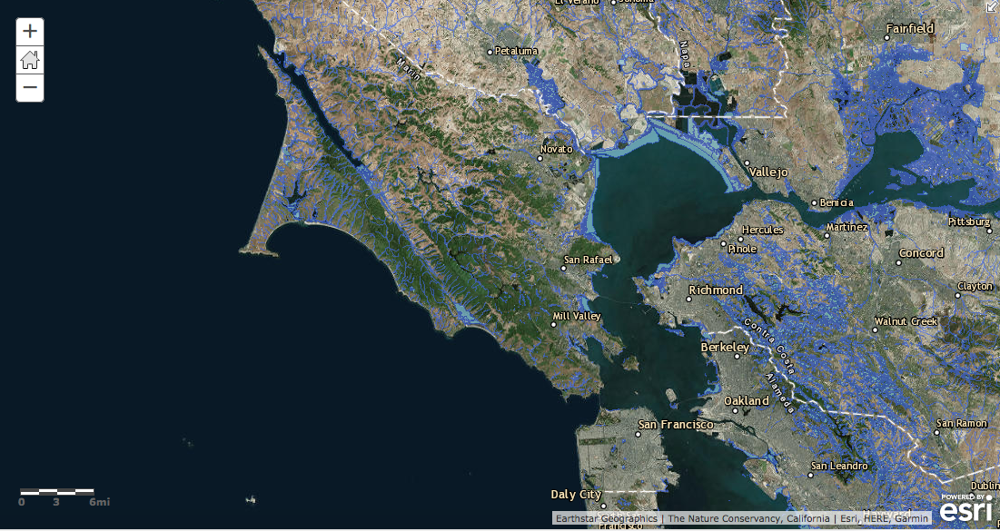 El Verano
Sonoma
Fairfield
Petaluma
Napa
Marin
Novato
Vallejo
Benicia
Pittsburg
Martinez
Hercules
Pinole
Concord
San Rafael
Clayton
Richmond
Mill Valley
Walnut Creek
Contra Costa
Berkeley
Alameda
Oakland
San Francisco
San Ramon
San Leandro
Dublin
Daly City
0 3 6mi
POWERED BY
esri
Earthstar Geographics | The Nature Conservancy, California | Esri, HERE, Garmin
Francisco